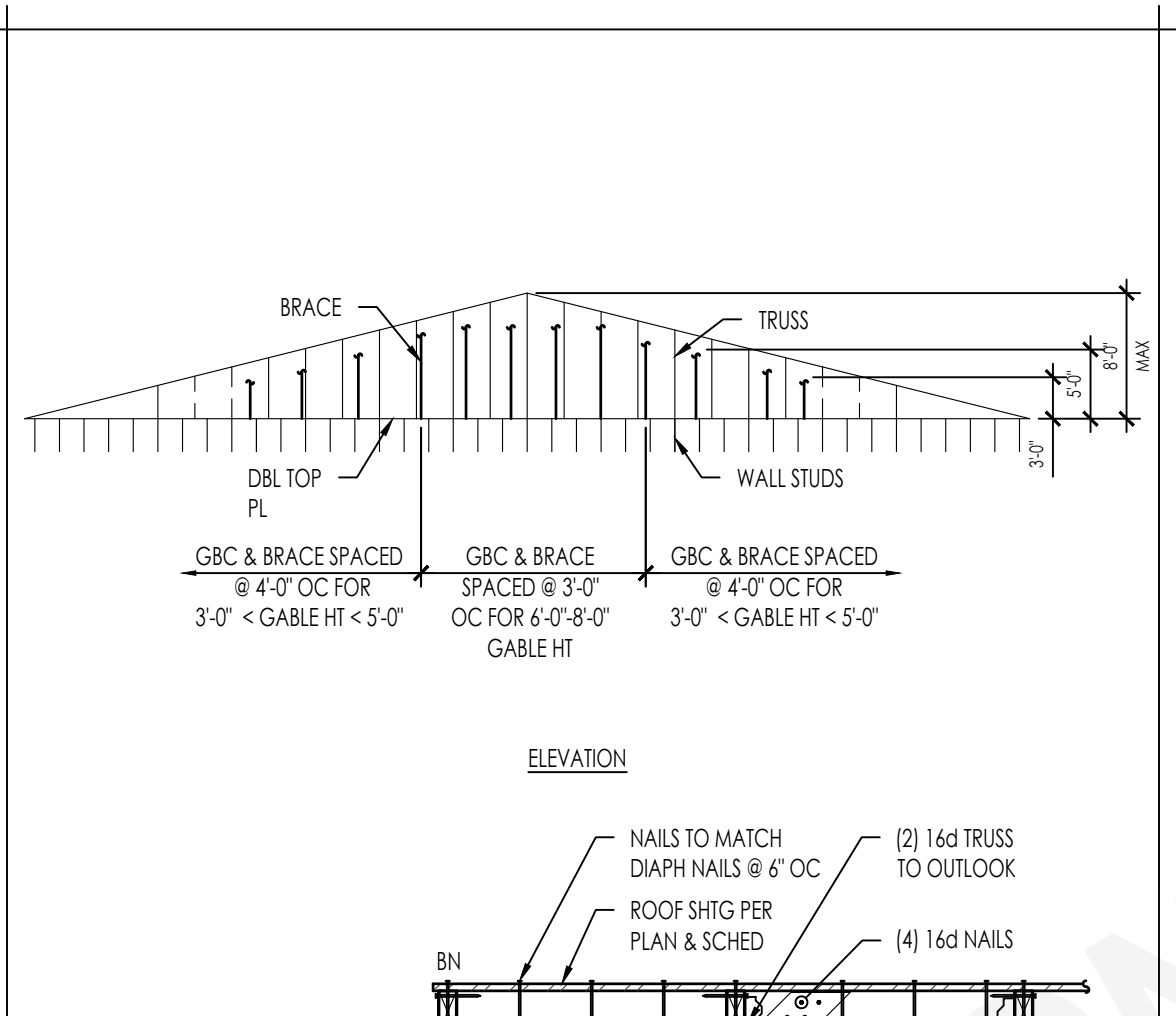 BRACE
TRUSS
8'-0"
MAX
5'-0"
3'-0"
DBL TOP
PL
WALL STUDS
GBC & BRACE SPACED
@ 4'-0" OC FOR
3'-0" < GABLE HT < 5'-0"
GBC & BRACE
SPACED @ 3'-0"
OC FOR 6'-0"-8'-0"
GABLE HT
GBC & BRACE SPACED
@ 4'-0" OC FOR
3'-0" < GABLE HT < 5'-0"
ELEVATION
NAILS TO MATCH
DIAPH NAILS @ 6" OC
(2) 16d TRUSS
TO OUTLOOK
ROOF SHTG PER
PLAN & SCHED
(4) 16d NAILS
BN